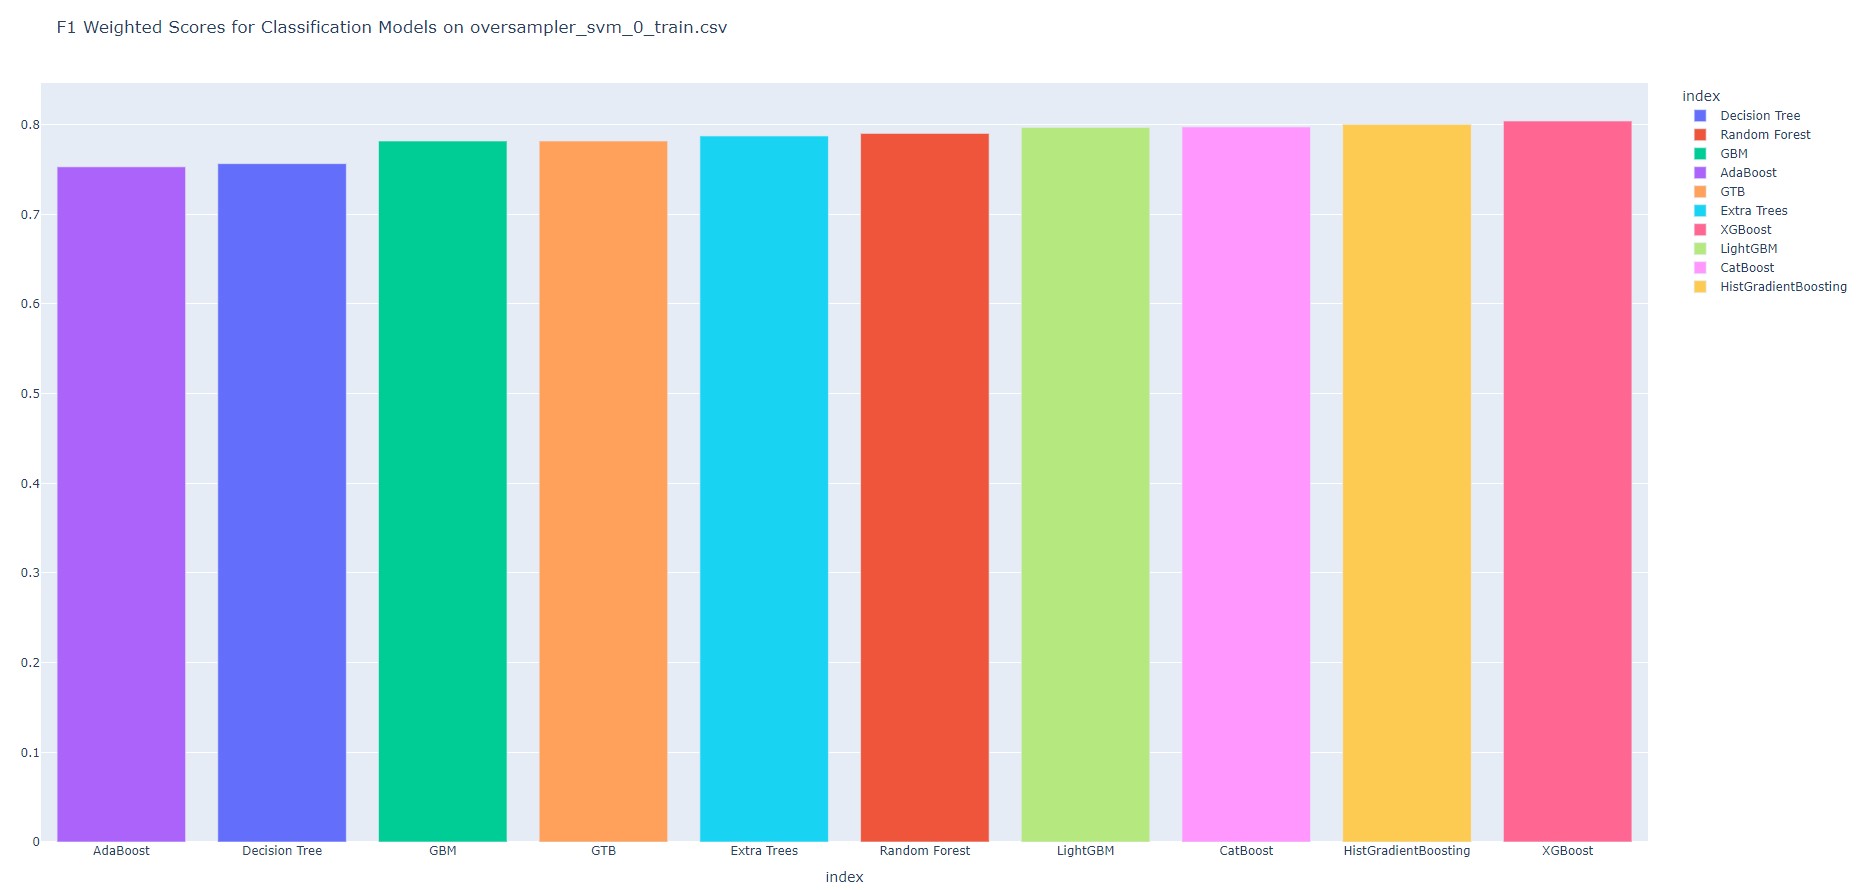 F1 Weighted Scores for Classification Models on oversampler_svm_0_train.csv
0.8
0.7
0.6
0.5
0.4
0.3
0.2
0.1
0
AdaBoost
Decision Tree
GBM
GTB
Extra Trees
Random Forest
LightGBM
CatBoost
HistGradientBoosting
XGBoost
index
index
Decision Tree
Random Forest
GBM
AdaBoost
GTB
Extra Trees
XGBoost
LightGBM
CatBoost
HistGradientBoosting